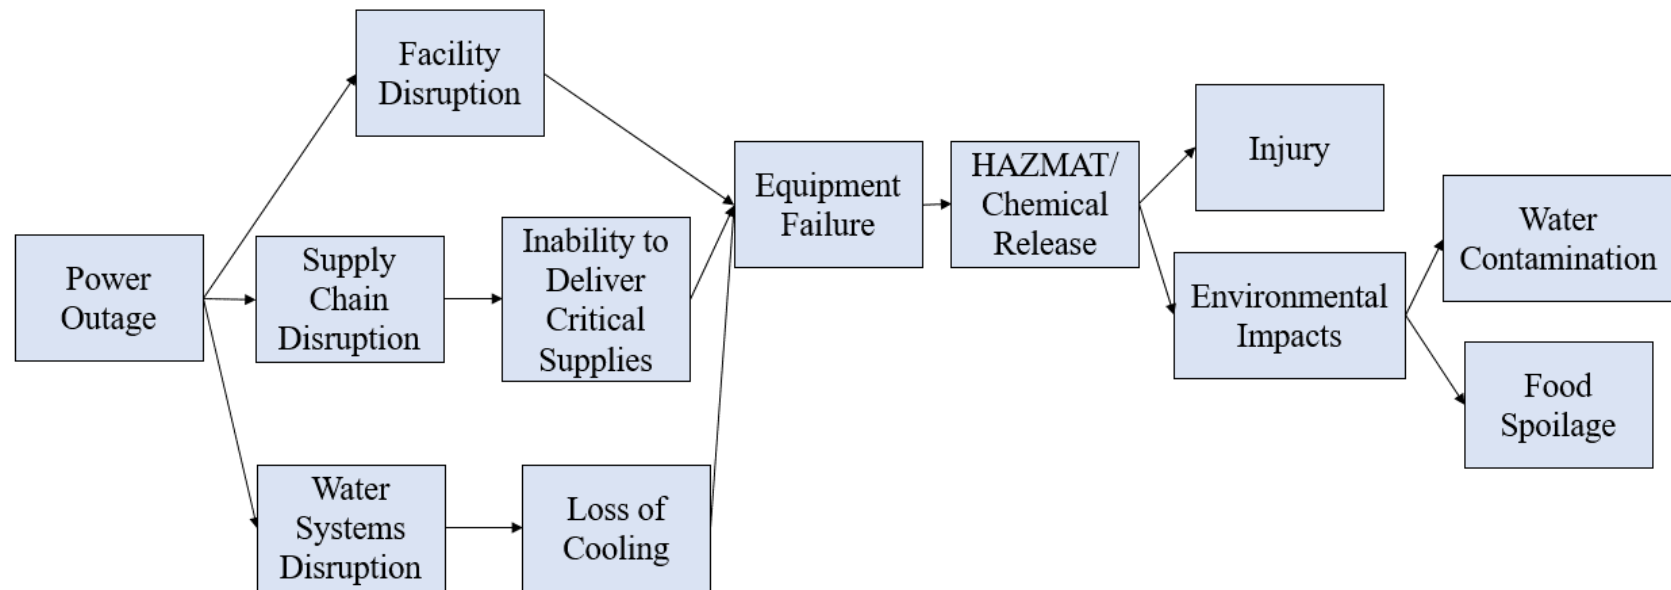 Facility
Disruption
Power
Outage
Supply
Chain
Disruption
Inability to
Deliver
Critical
Supplies
Water
Systems
Disruption
Loss of
Cooling
Equipment
Failure
HAZMAT/
Chemical
Release
Injury
Environmental
Impacts
Water
Contamination
Food
Spoilage